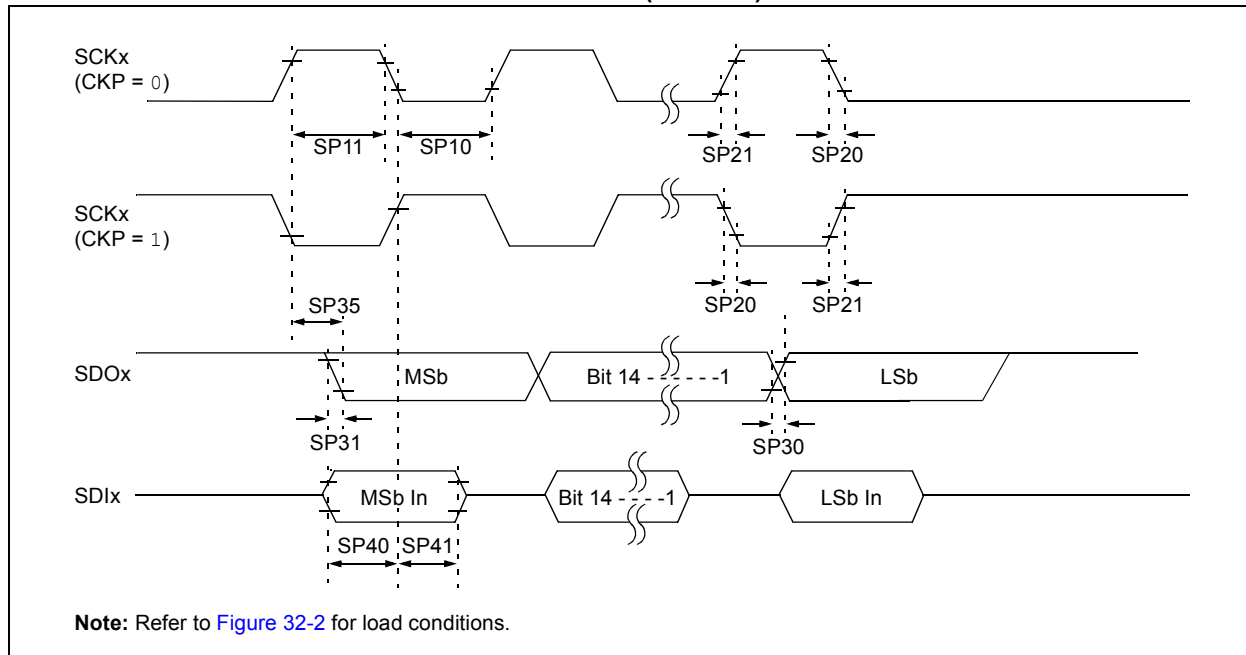 SCKx
(CKP = 0)
SP11
SP10
SP21
SP20
SCKx
(CKP = 1)
SP20
SP21
SP35
SDOx
MSb
Bit 14 - - - - - - -1
LSb
SP31
SP30
SDIx
MSb In
Bit 14 - - - - -1
LSb In
SP40
SP41
Note: Refer to Figure 32-2 for load conditions.